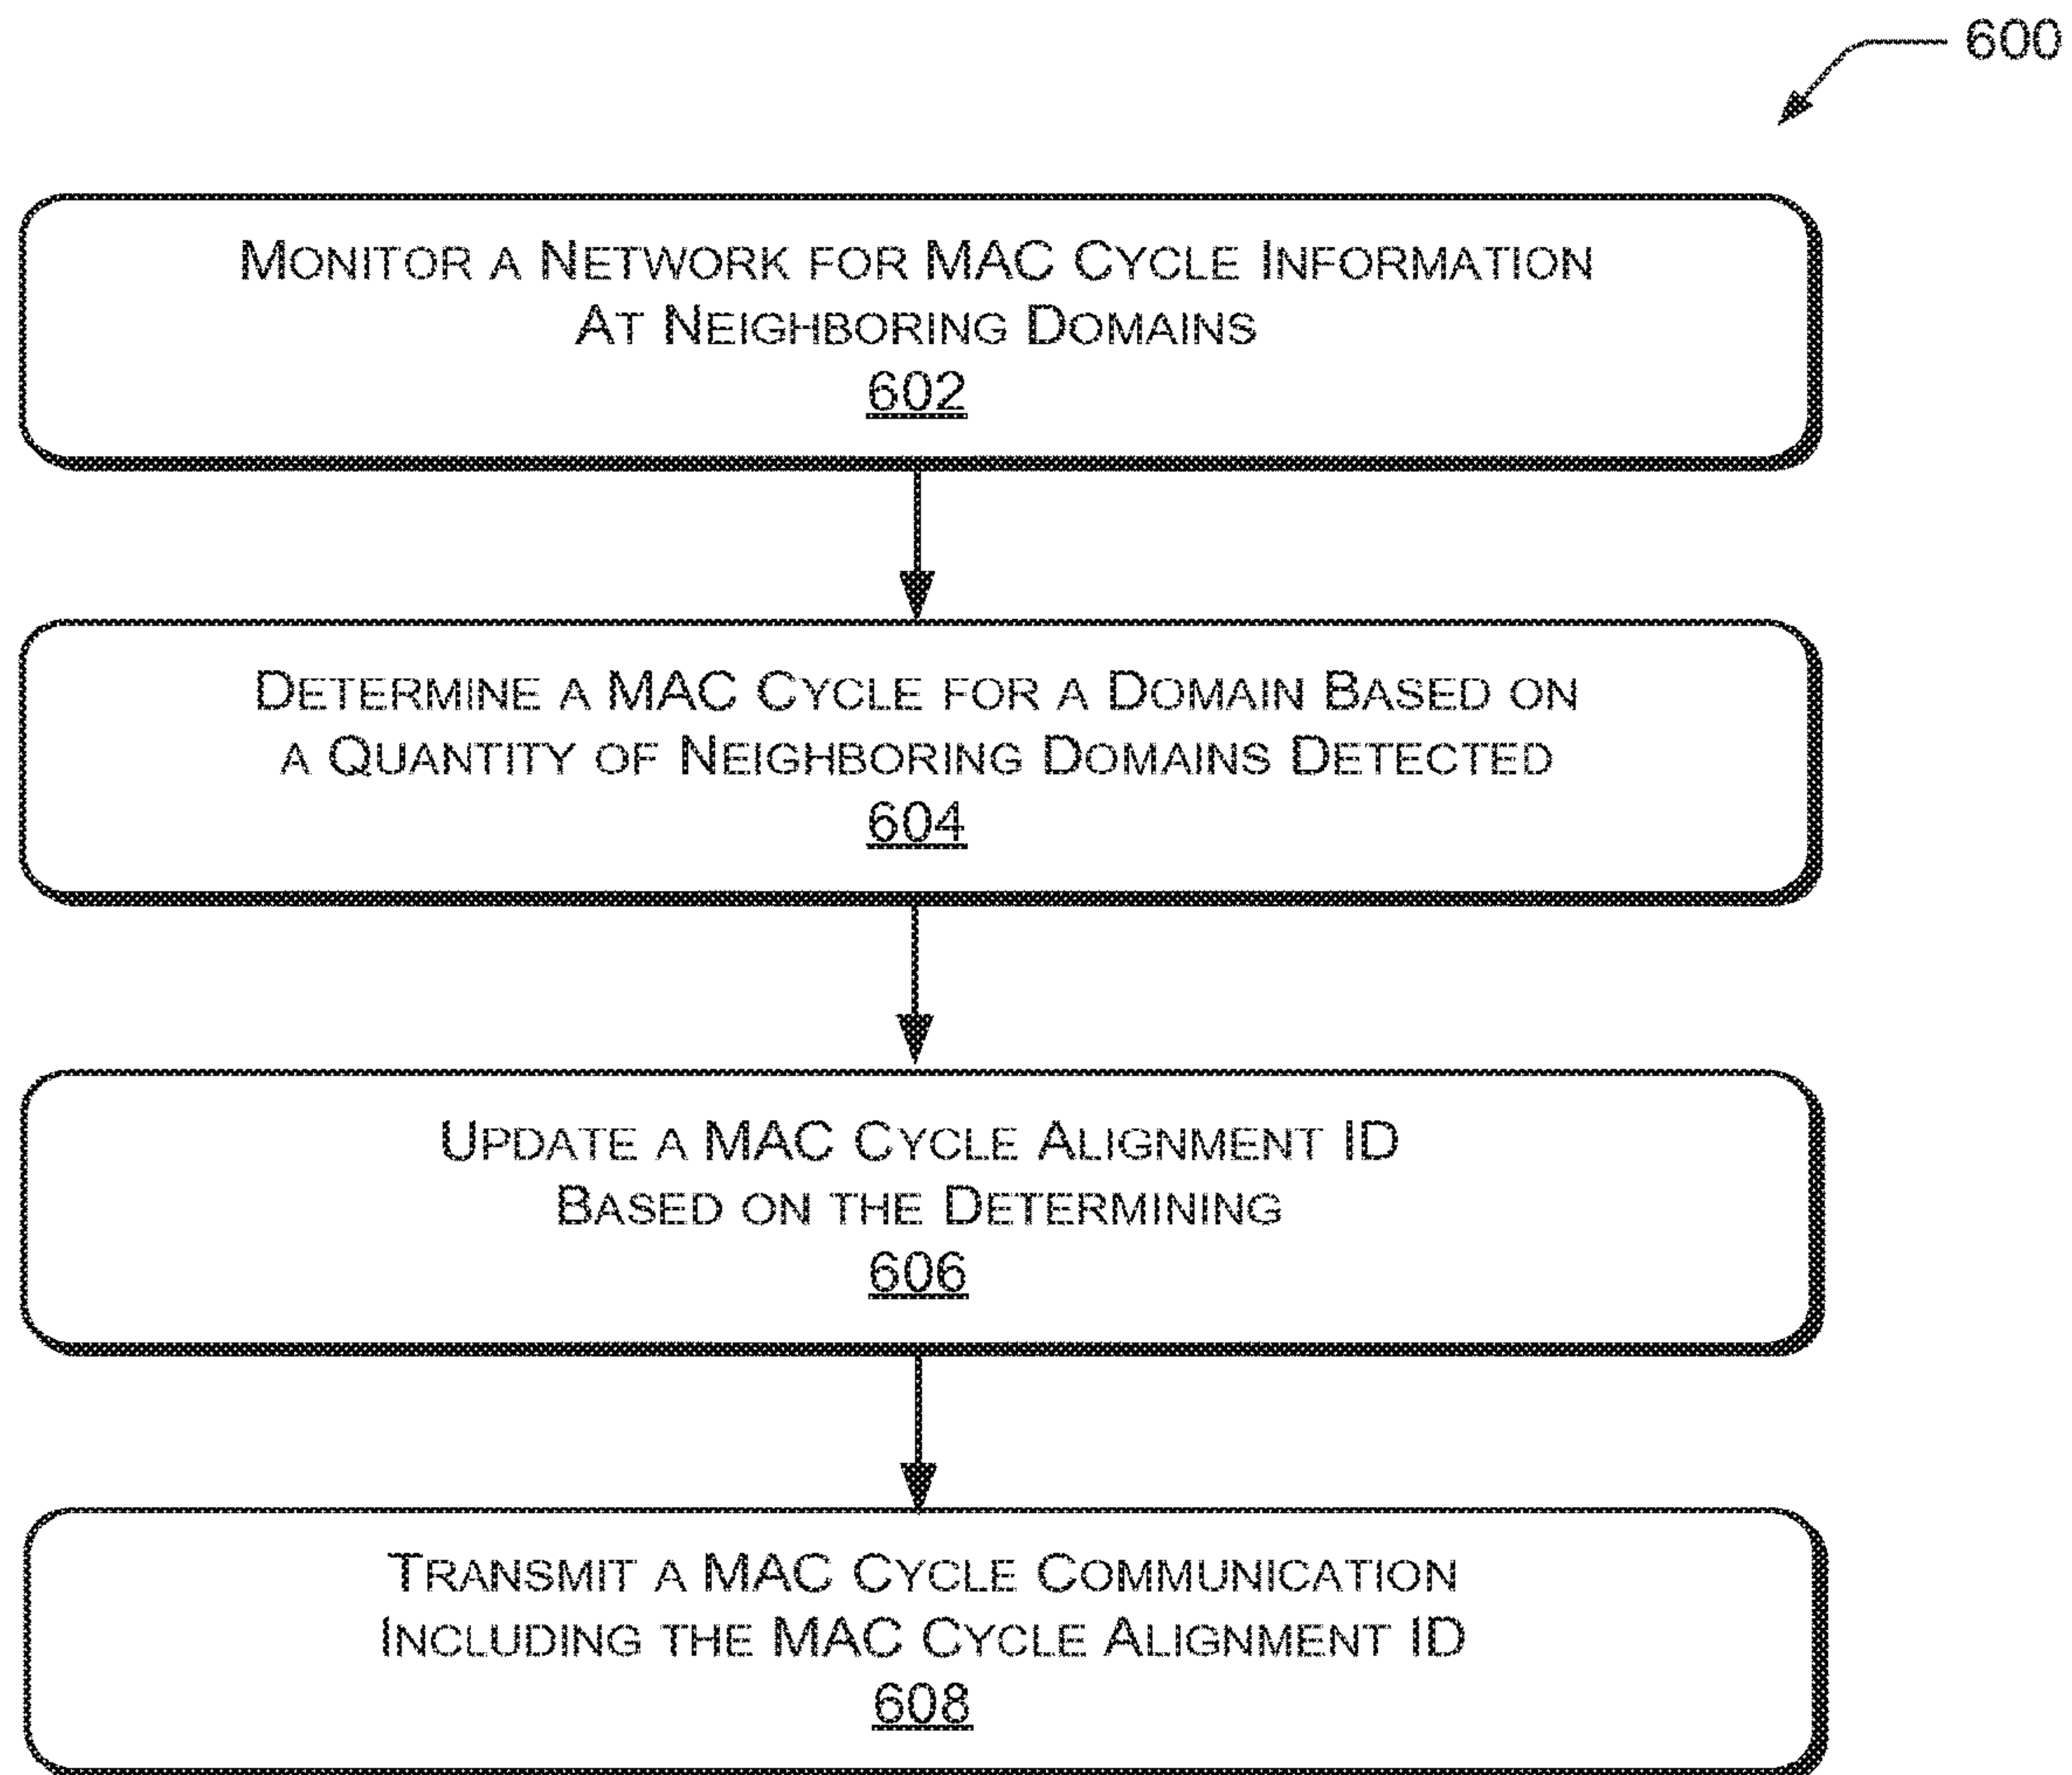 600
MONITOR A NETWORK FOR MAC CYCLE INFORMATION
AT NEIGHBORING DOMAINS
602
DETERMINE A MAC CYCLE FOR A DOMAIN BASED ON
A QUANTITY OF NEIGHBORING DOMAINS DETECTED
604
UPDATE A MAC CYCLE ALIGNMENT ID
BASED ON THE DETERMINING
606
TRANSMIT A MAC CYCLE COMMUNICATION
INCLUDING THE MAC CYCLE ALIGNMENT ID
608